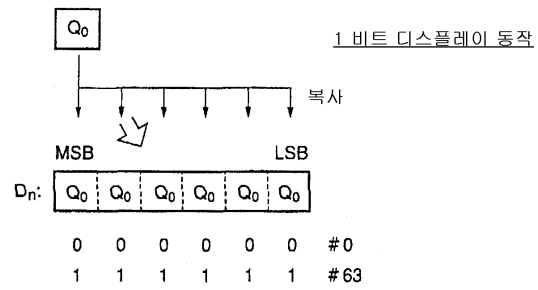 Q₀
1 비트 디스플레이 동작
복사
MSB LSB
Dₙ: Q₀ Q₀ Q₀ Q₀ Q₀ Q₀
0 0 0 0 0 0 #0
1 1 1 1 1 1 #63